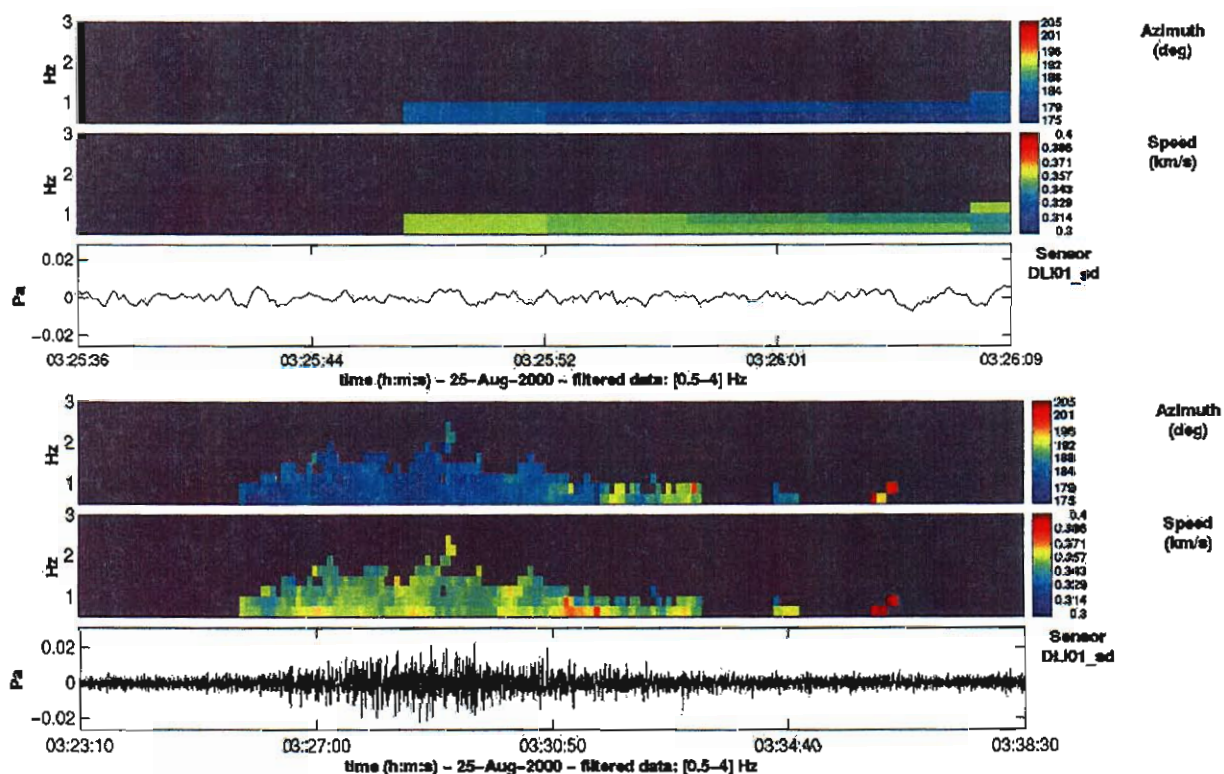 3
2
1
Hz
205
201
196
192
188
184
179
175
Azimuth
(deg)
3
2
1
Hz
0.4
0.386
0.371
0.357
0.343
0.329
0.314
0.3
Speed
(km/s)
0.02
0
−0.02
Pa
Sensor
DLI01_sd
03:25:36 03:25:44 03:25:52 03:26:01 03:26:09
time (h:m:s) − 25−Aug−2000 − filtered data: [0.5−4] Hz
3
2
1
Hz
205
201
196
192
188
184
179
175
Azimuth
(deg)
3
2
1
Hz
0.4
0.386
0.371
0.357
0.343
0.329
0.314
0.3
Speed
(km/s)
0.02
0
−0.02
Pa
Sensor
DLI01_sd
03:23:10 03:27:00 03:30:50 03:34:40 03:38:30
time (h:m:s) − 25−Aug−2000 − filtered data: [0.5−4] Hz